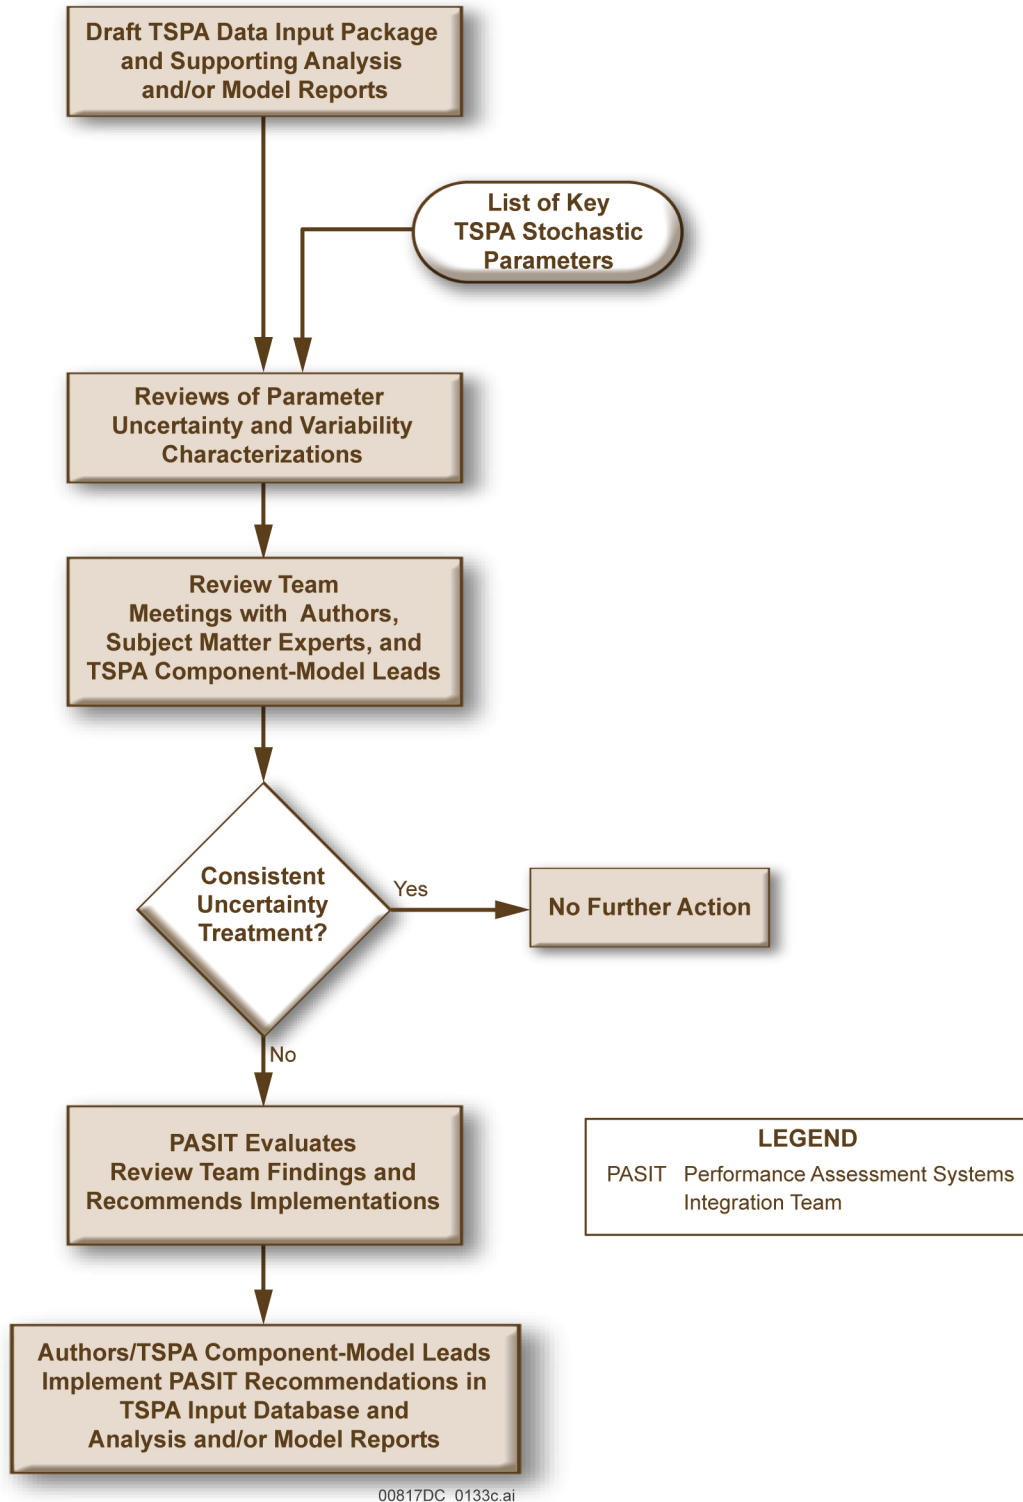 Draft TSPA Data Input Package
and Supporting Analysis
and/or Model Reports
List of Key
TSPA Stochastic
Parameters
Reviews of Parameter
Uncertainty and Variability
Characterizations
Review Team
Meetings with Authors,
Subject Matter Experts, and
TSPA Component-Model Leads
Consistent
Uncertainty
Treatment?
Yes
No Further Action
No
PASIT Evaluates
Review Team Findings and
Recommends Implementations
LEGEND
PASIT Performance Assessment Systems
Integration Team
Authors/TSPA Component-Model Leads
Implement PASIT Recommendations in
TSPA Input Database and
Analysis and/or Model Reports
00817DC_0133c.ai